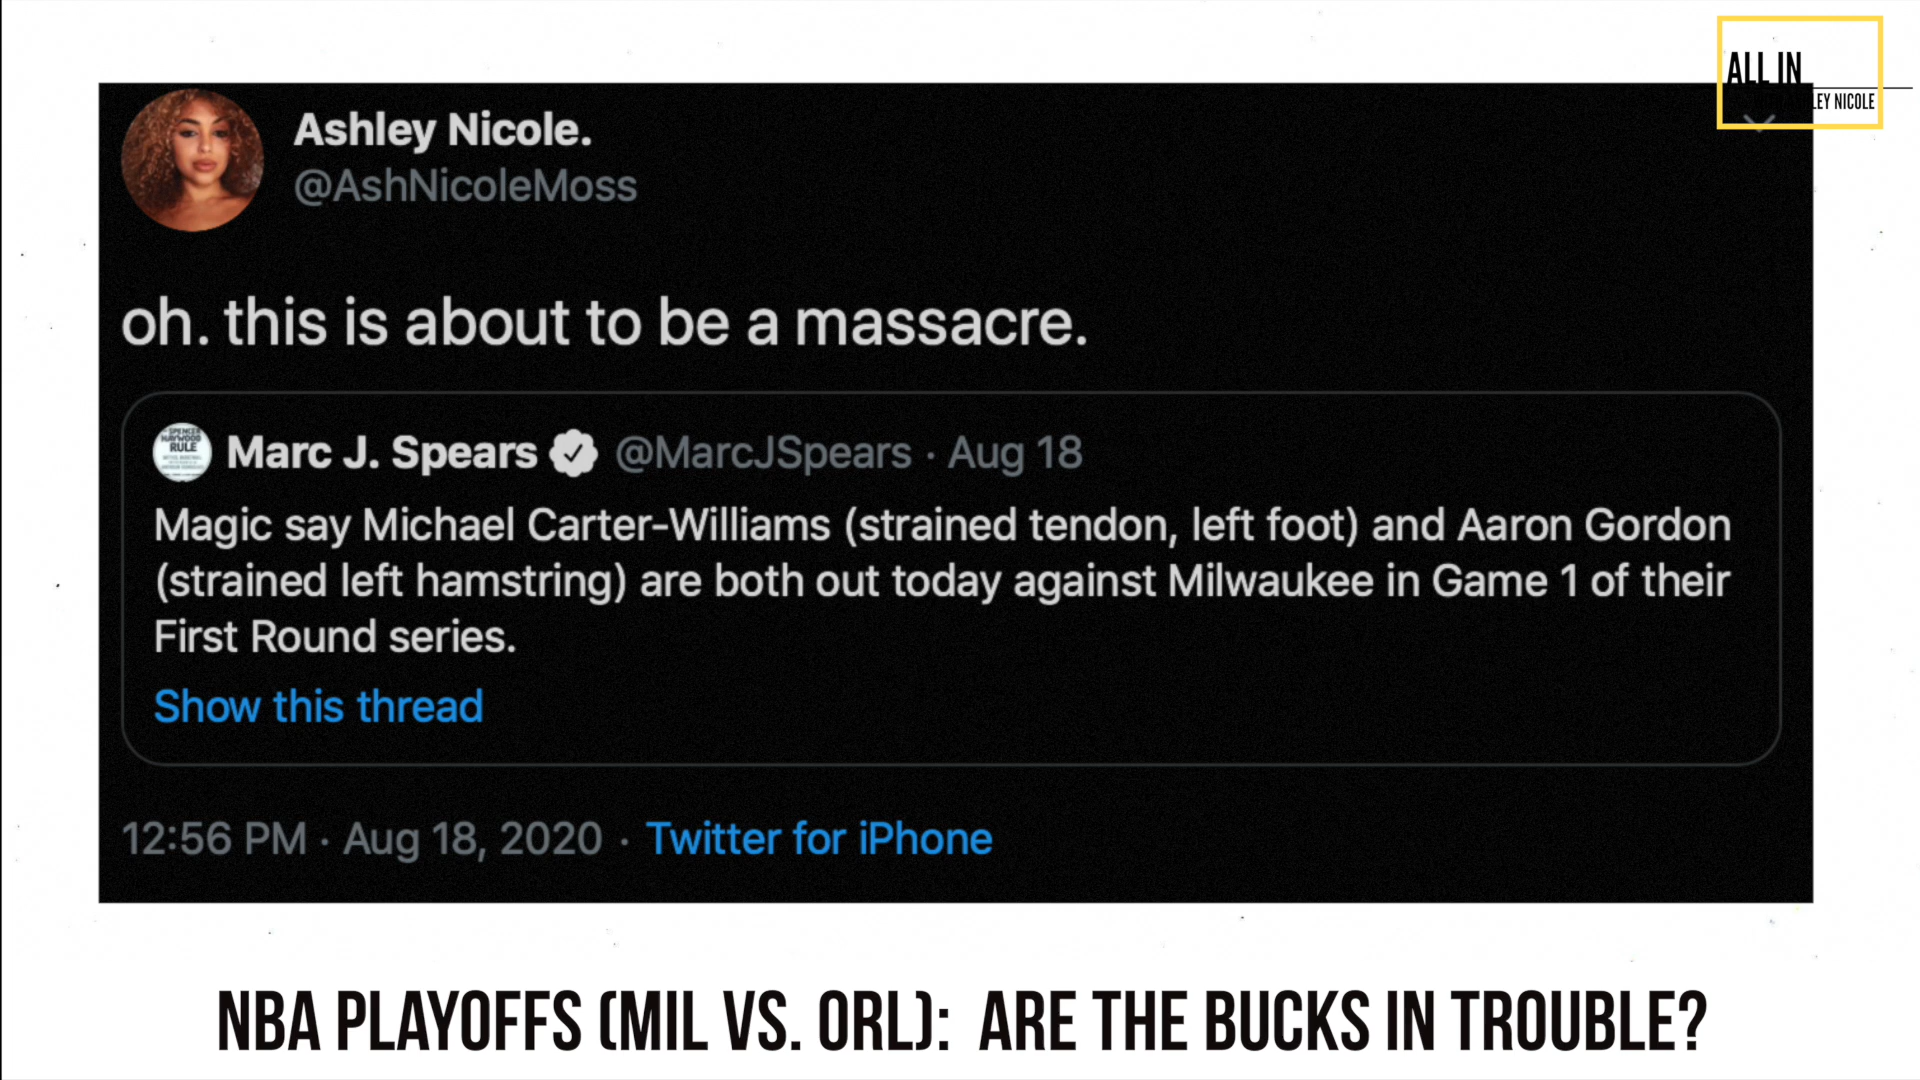 ALL IN
LEY NICOLE
Ashley Nicole.
@AshNicoleMoss
oh. this is about to be a massacre.
SPENCER
HAYWOOD
RULE
Marc J. Spears @MarcJSpears · Aug 18
Magic say Michael Carter-Williams (strained tendon, left foot) and Aaron Gordon
(strained left hamstring) are both out today against Milwaukee in Game 1 of their
First Round series.
Show this thread
12:56 PM · Aug 18, 2020 · Twitter for iPhone
NBA PLAYOFFS (MIL VS. ORL): ARE THE BUCKS IN TROUBLE?